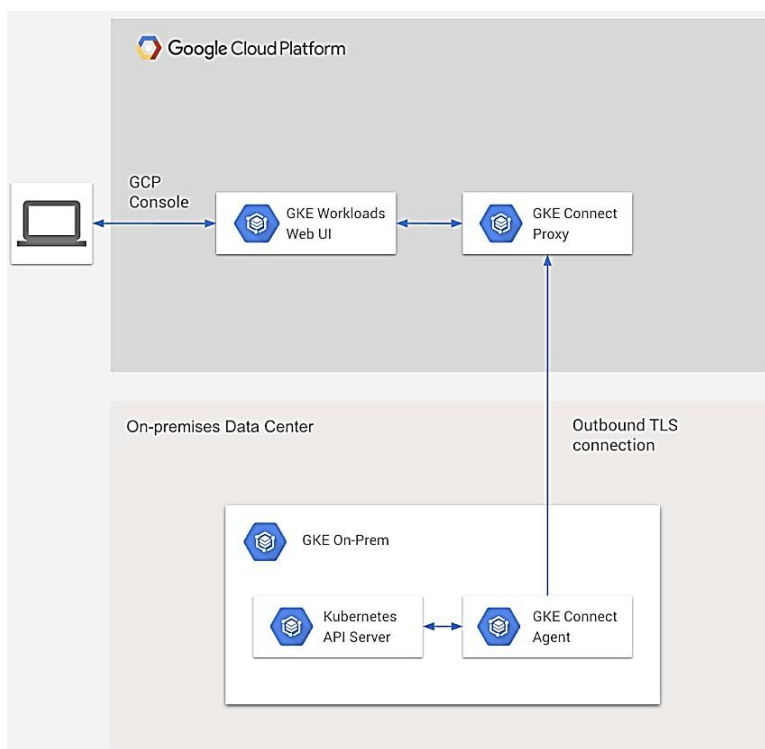 Google Cloud Platform
GCP
Console
GKE Workloads
Web UI
GKE Connect
Proxy
On-premises Data Center
Outbound TLS
connection
GKE On-Prem
Kubernetes
API Server
GKE Connect
Agent